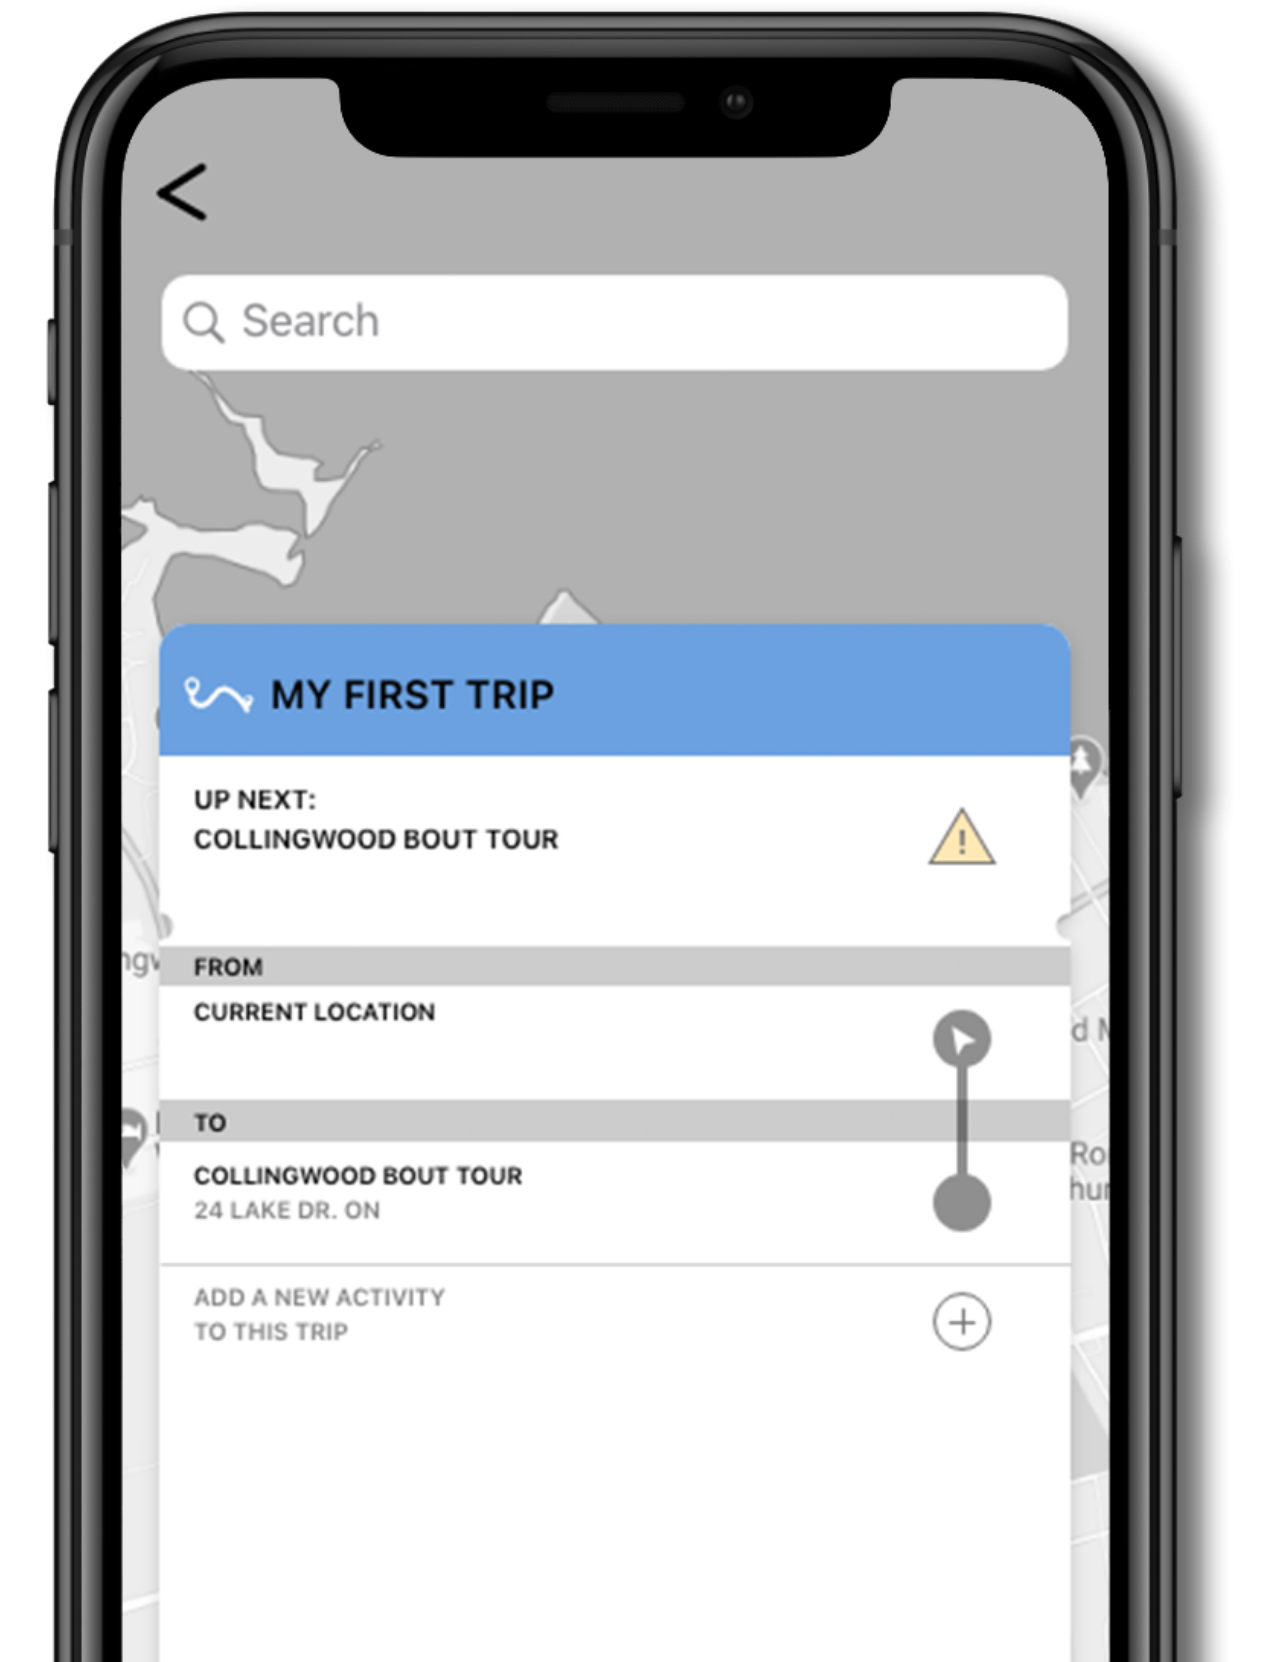 Search
MY FIRST TRIP
UP NEXT:
COLLINGWOOD BOUT TOUR
FROM
CURRENT LOCATION
TO
COLLINGWOOD BOUT TOUR
24 LAKE DR. ON
ADD A NEW ACTIVITY
TO THIS TRIP